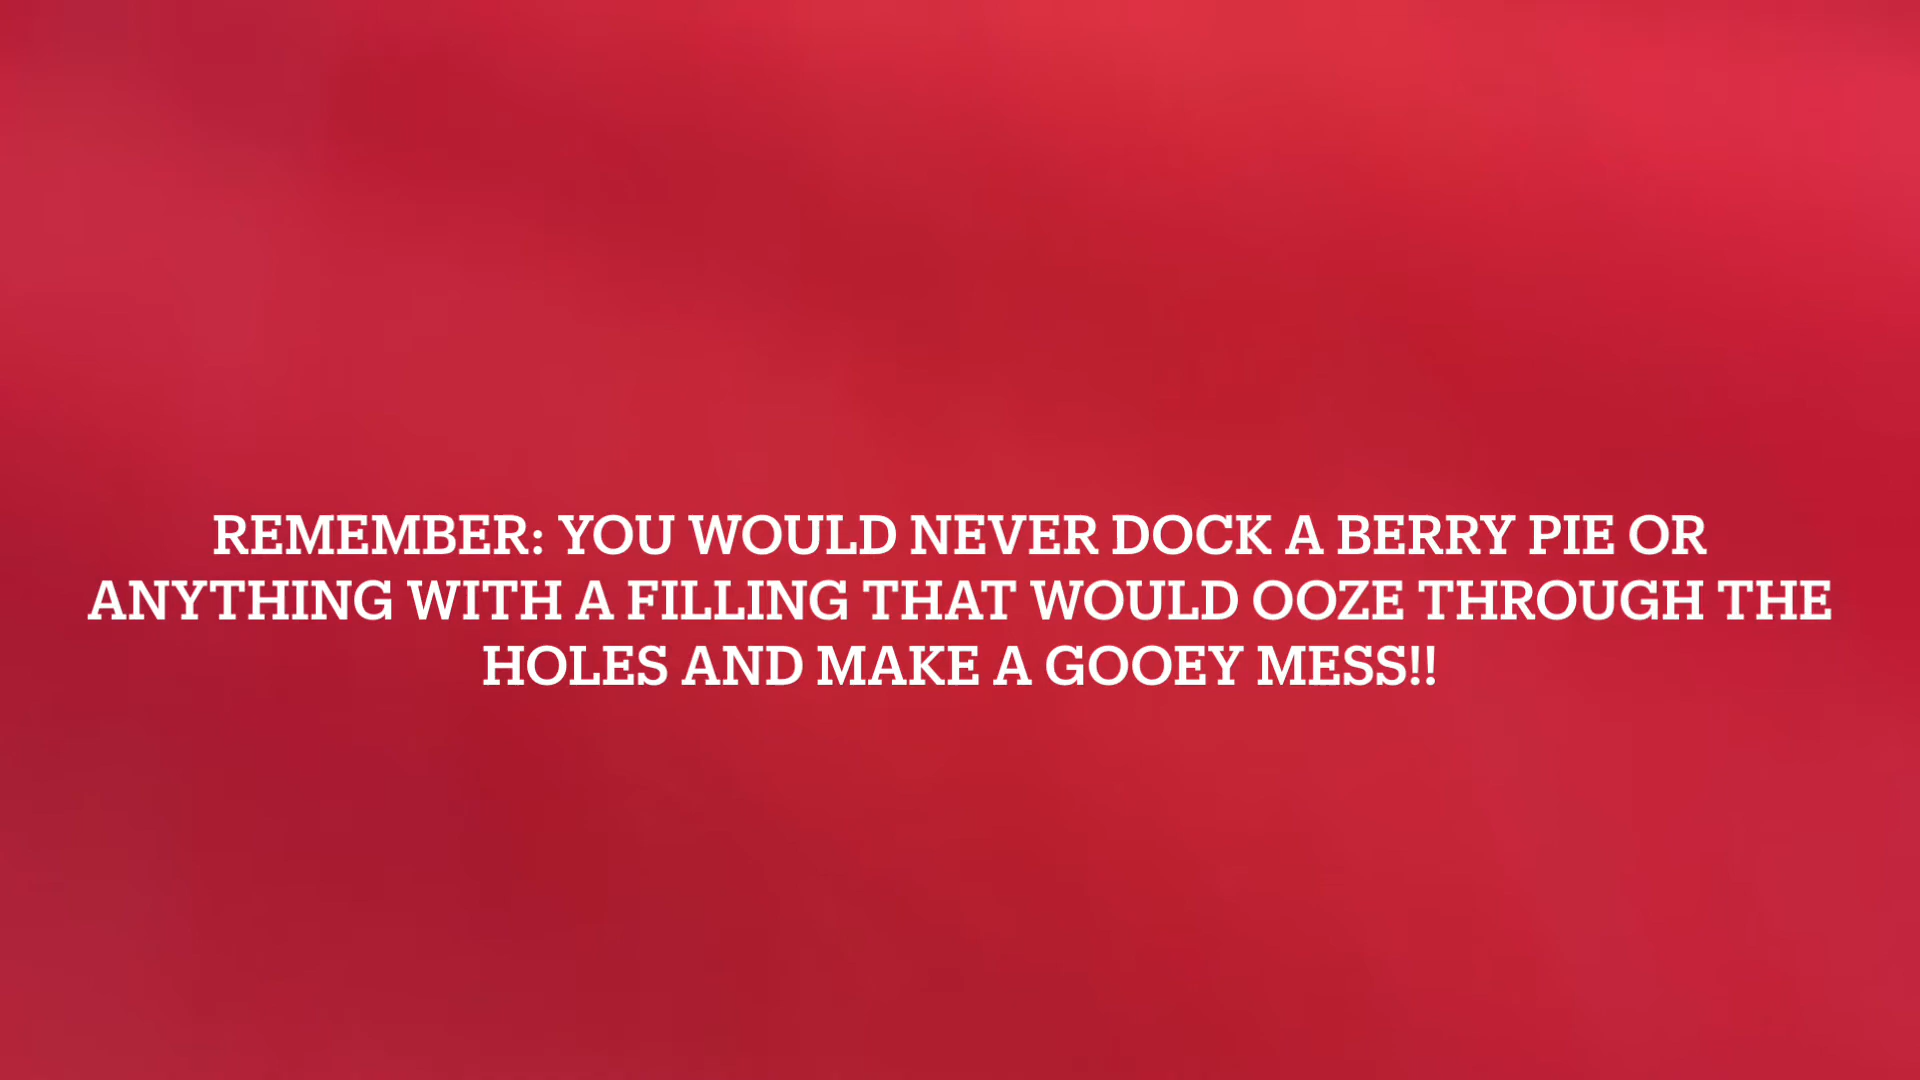 REMEMBER: YOU WOULD NEVER DOCK A BERRY PIE OR
ANYTHING WITH A FILLING THAT WOULD OOZE THROUGH THE
HOLES AND MAKE A GOOEY MESS!!